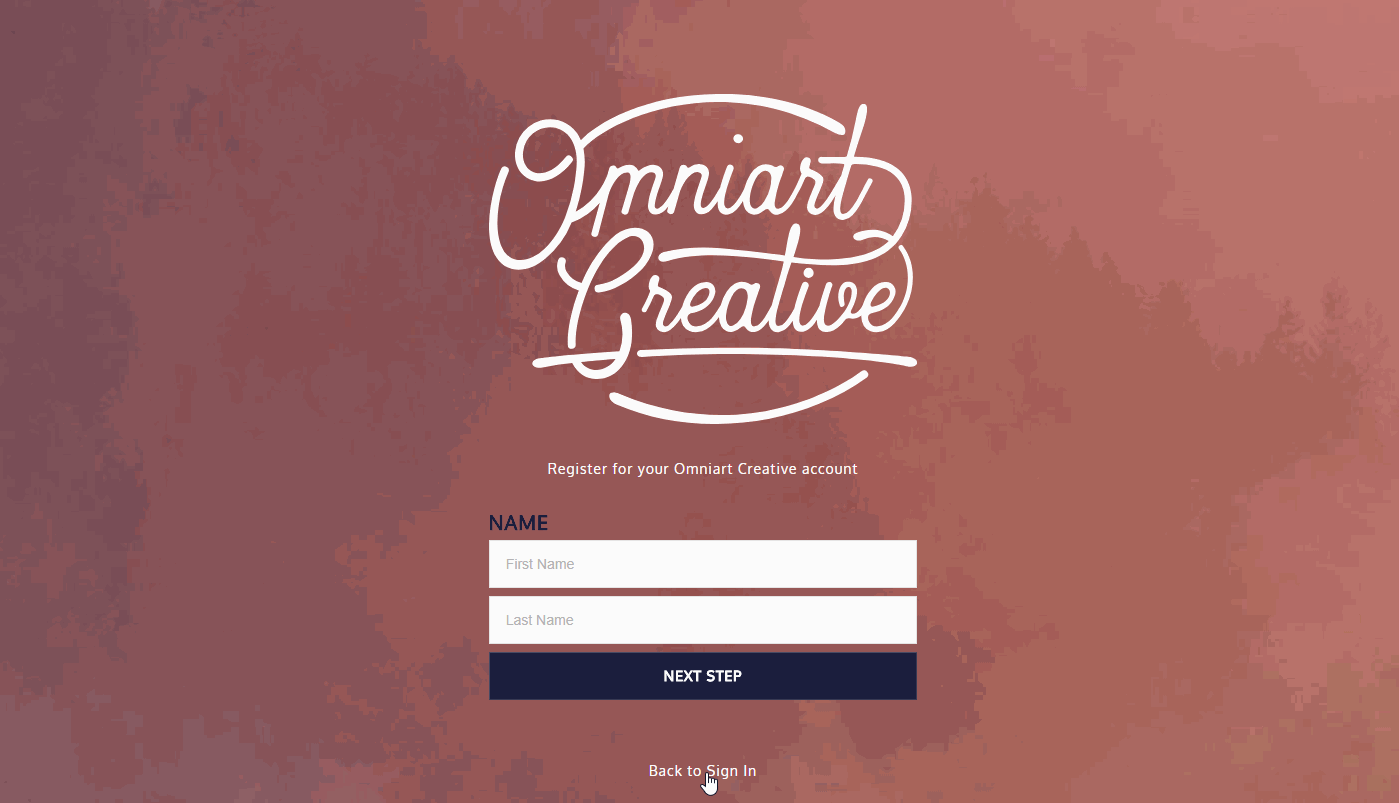 Omniart
Creative
Register for your Omniart Creative account
NAME
First Name
Last Name
NEXT STEP
Back to Sign In